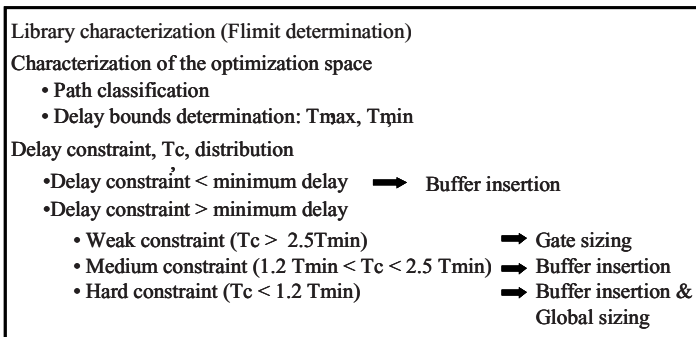 Library characterization (Flimit determination)
Characterization of the optimization space
• Path classification
• Delay bounds determination: Tmax, Tmin
Delay constraint, Tc, distribution
•Delay constraint < minimum delay ➡ Buffer insertion
•Delay constraint > minimum delay
• Weak constraint (Tc > 2.5Tmin) ➡ Gate sizing
• Medium constraint (1.2 Tmin < Tc < 2.5 Tmin) ➡ Buffer insertion
• Hard constraint (Tc < 1.2 Tmin) ➡ Buffer insertion &
Global sizing